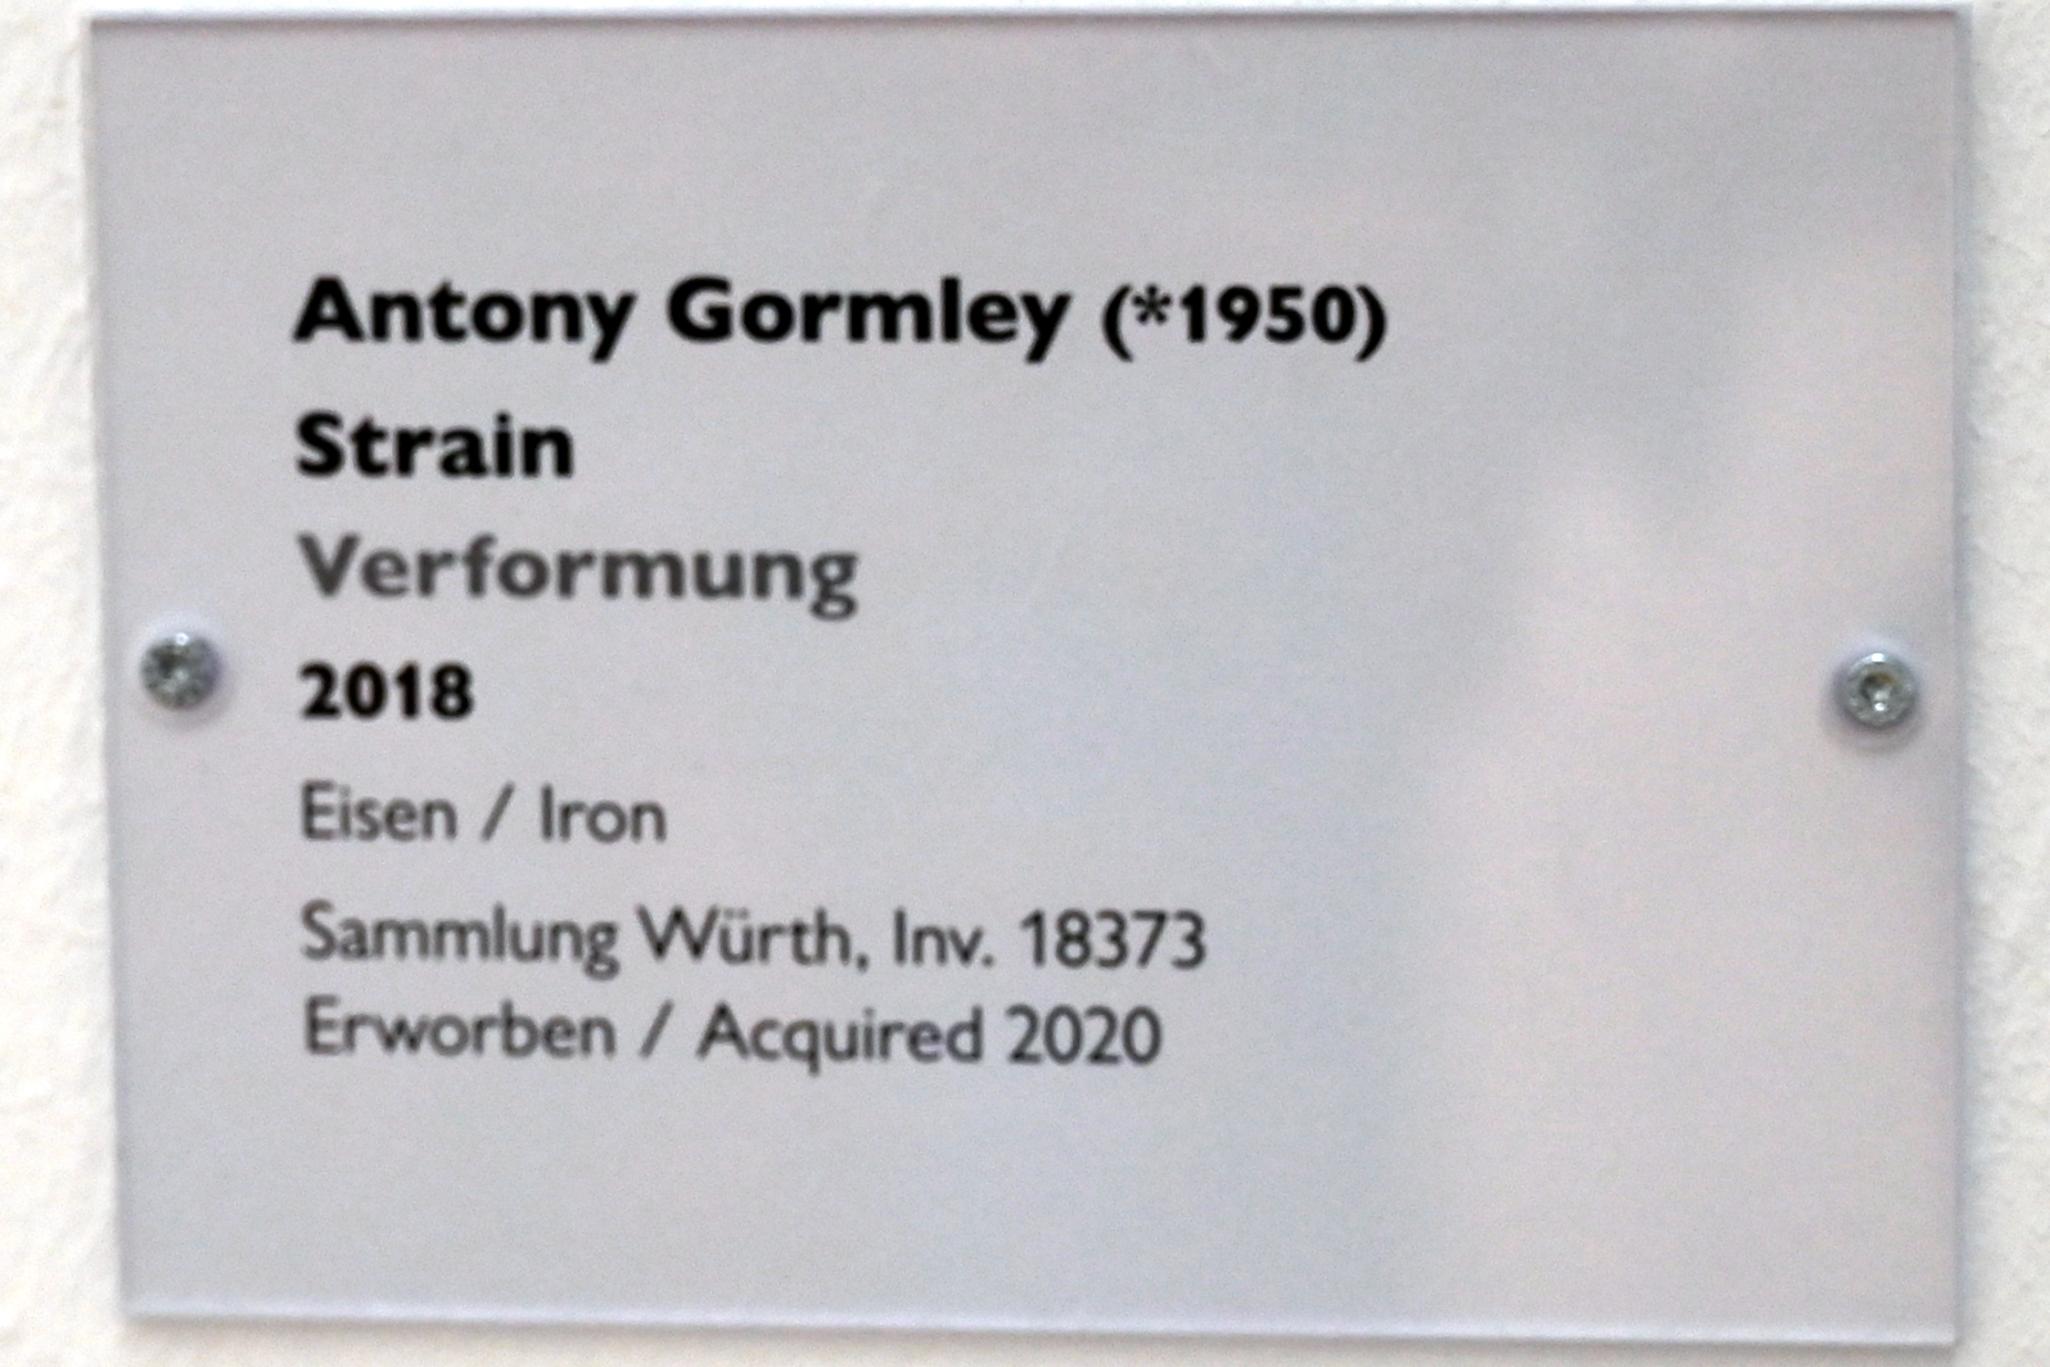 Antony Gormley (*1950)
Strain
Verformung
2018
Eisen / Iron
Sammlung Würth, Inv. 18373
Erworben / Acquired 2020